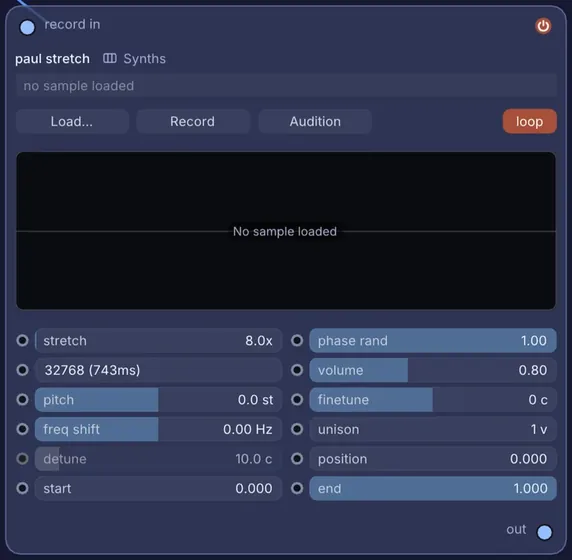 record in
paul stretch Synths
no sample loaded
Load... Record Audition loop
No sample loaded
stretch 8.0x phase rand 1.00
32768 (743ms) volume 0.80
pitch 0.0 st finetune 0 c
freq shift 0.00 Hz unison 1 v
detune 10.0 c position 0.000
start 0.000 end 1.000
out